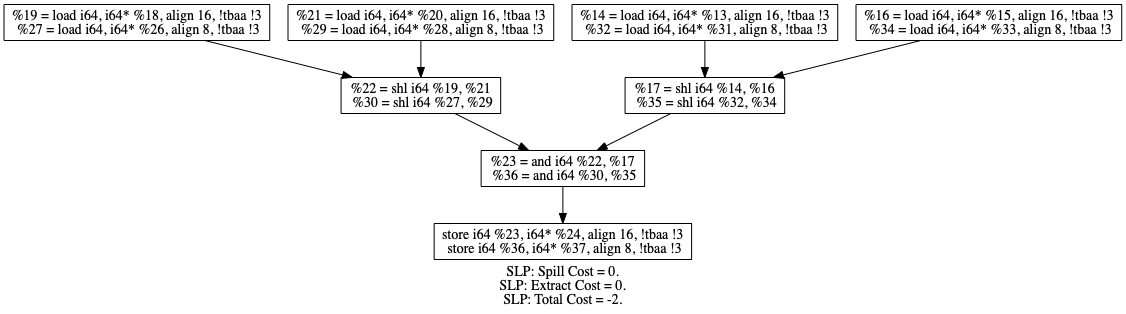 %19 = load i64, i64* %18, align 16, !tbaa !3
%27 = load i64, i64* %26, align 8, !tbaa !3
%21 = load i64, i64* %20, align 16, !tbaa !3
%29 = load i64, i64* %28, align 8, !tbaa !3
%14 = load i64, i64* %13, align 16, !tbaa !3
%32 = load i64, i64* %31, align 8, !tbaa !3
%16 = load i64, i64* %15, align 16, !tbaa !3
%34 = load i64, i64* %33, align 8, !tbaa !3
%22 = shl i64 %19, %21
%30 = shl i64 %27, %29
%17 = shl i64 %14, %16
%35 = shl i64 %32, %34
%23 = and i64 %22, %17
%36 = and i64 %30, %35
store i64 %23, i64* %24, align 16, !tbaa !3
store i64 %36, i64* %37, align 8, !tbaa !3
SLP: Spill Cost = 0.
SLP: Extract Cost = 0.
SLP: Total Cost = -2.